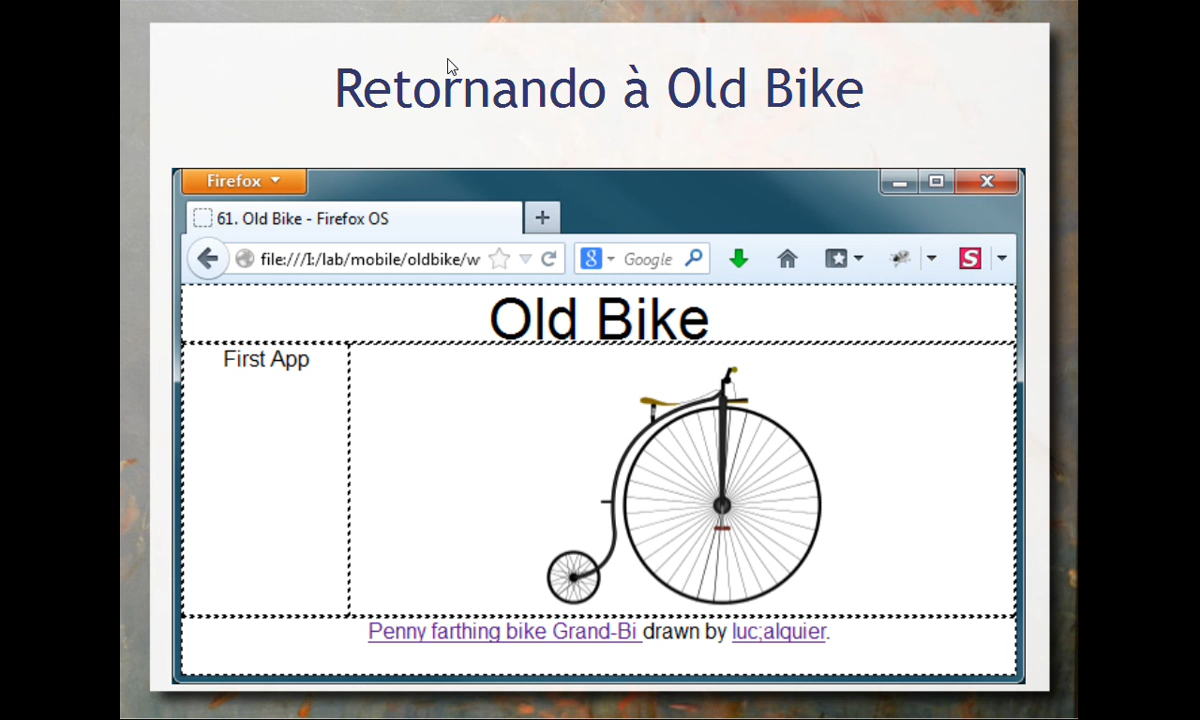 Retornando à Old Bike
Firefox
61. Old Bike - Firefox OS
file:///I:/lab/mobile/oldbike/w
8 Google
S
Old Bike
First App
Penny farthing bike Grand-Bi drawn by luc;alquier.